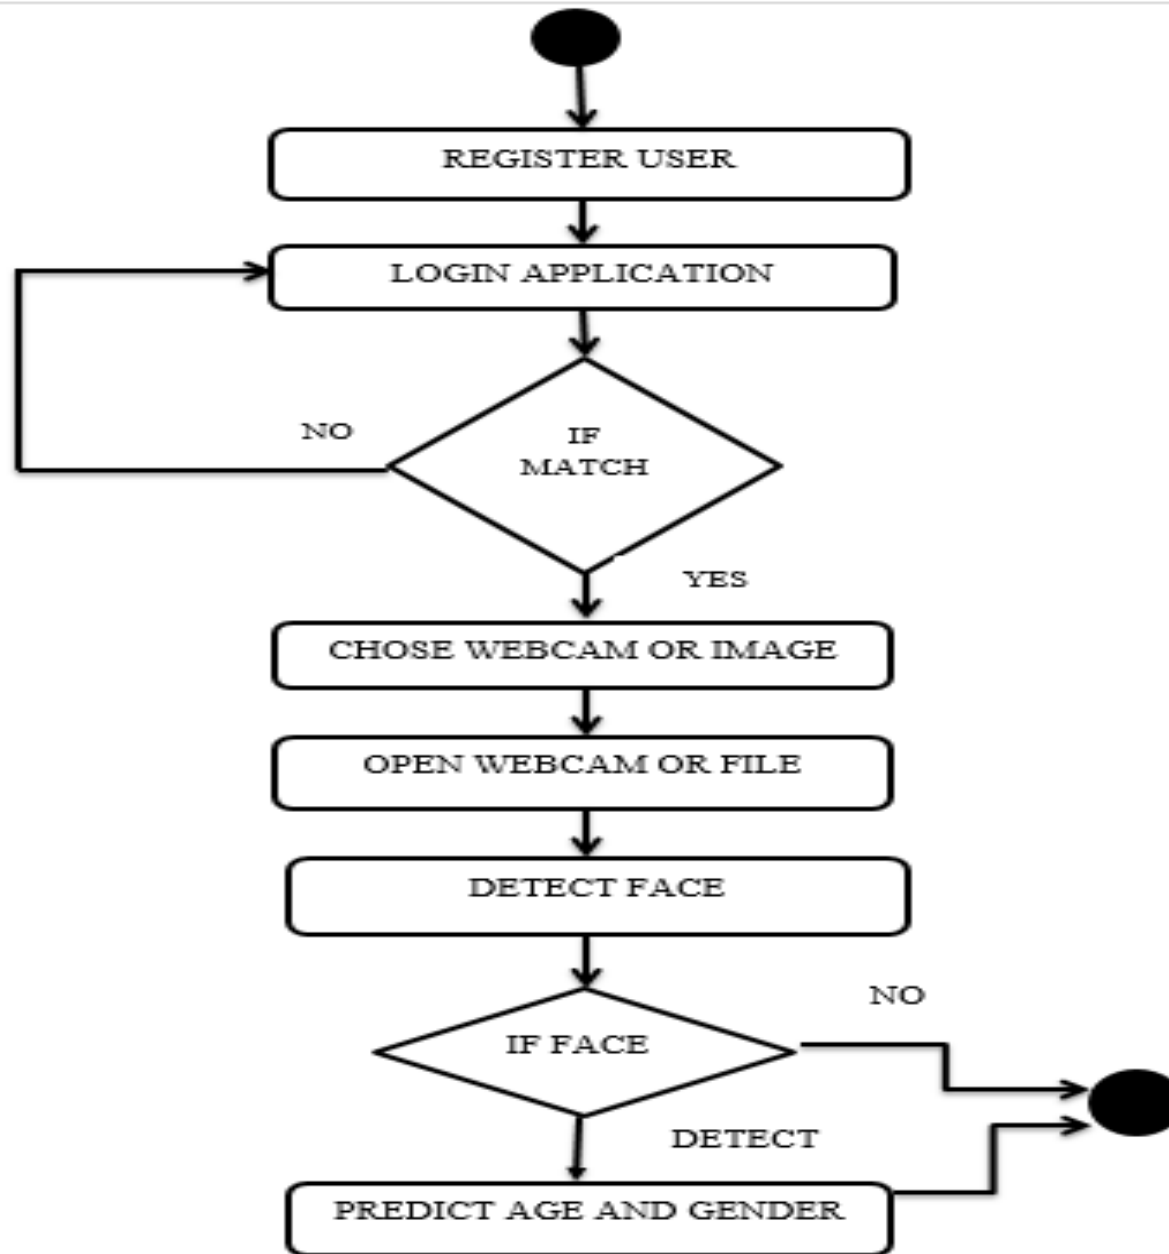 REGISTER USER
LOGIN APPLICATION
NO
IF
MATCH
YES
CHOSE WEBCAM OR IMAGE
OPEN WEBCAM OR FILE
DETECT FACE
NO
IF FACE
DETECT
PREDICT AGE AND GENDER